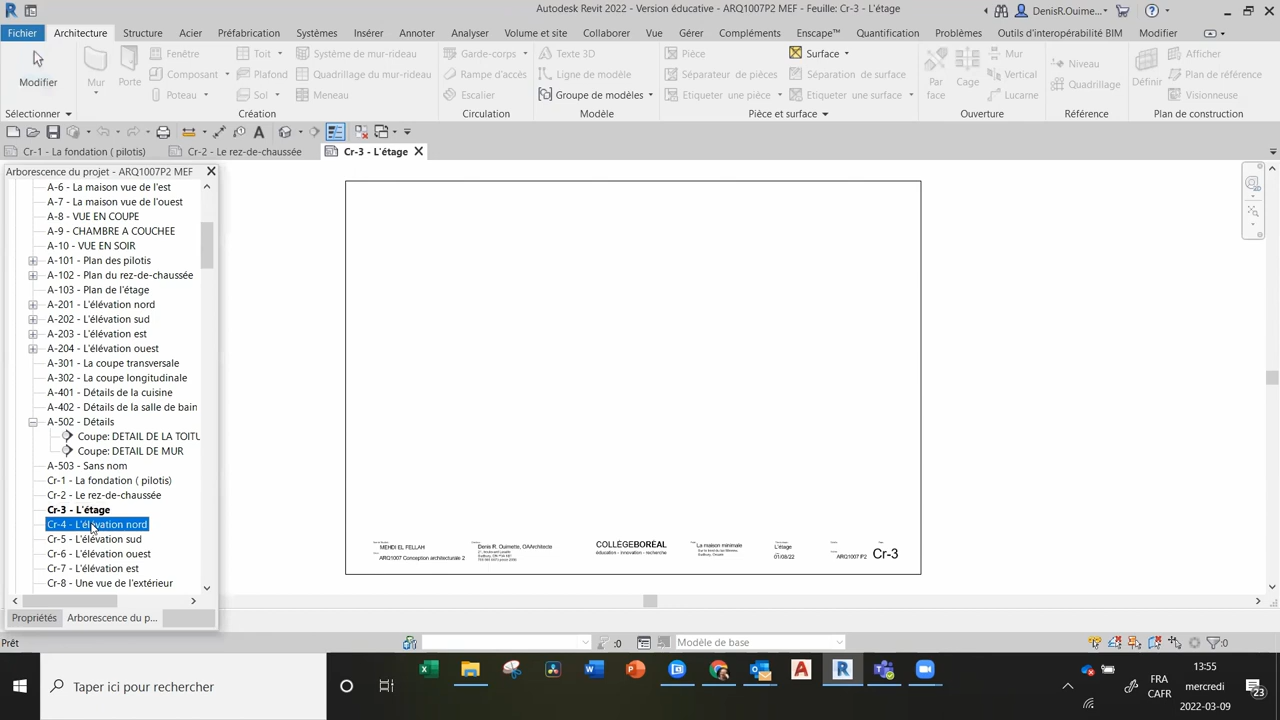 Autodesk Revit 2022 - Version éducative - ARQ1007P2 MEF - Feuille: Cr-3 - L'étage
DenisR.Ouime...
Fichier Architecture Structure Acier Préfabrication Systèmes Insérer Annoter Analyser Volume et site Collaborer Vue Gérer Compléments Enscape™ Quantification Problèmes Outils d'interopérabilité BIM Modifier
Fenêtre Toit Système de mur-rideau Garde-corps Texte 3D Pièce Surface Mur Afficher
Niveau
Mur Porte Composant Plafond Quadrillage du mur-rideau Rampe d'accès Ligne de modèle Séparateur de pièces Séparation de surface Vertical Plan de référence
Modifier Par face Cage Définir Quadrillage
Poteau Sol Meneau Escalier Groupe de modèles Etiqueter une pièce Etiqueter une surface Lucarne Visionneuse
Sélectionner Création Circulation Modèle Pièce et surface Ouverture Référence Plan de construction
Cr-1 - La fondation ( pilotis) Cr-2 - Le rez-de-chaussée Cr-3 - L'étage
Arborescence du projet - ARQ1007P2 MEF
A-6 - La maison vue de l'est
A-7 - La maison vue de l'ouest
A-8 - VUE EN COUPE
A-9 - CHAMBRE A COUCHEE
A-10 - VUE EN SOIR
A-101 - Plan des pilotis
A-102 - Plan du rez-de-chaussée
A-103 - Plan de l'étage
A-201 - L'élévation nord
A-202 - L'élévation sud
A-203 - L'élévation est
A-204 - L'élévation ouest
A-301 - La coupe transversale
A-302 - La coupe longitudinale
A-401 - Détails de la cuisine
A-402 - Détails de la salle de bain
A-502 - Détails
Coupe: DETAIL DE LA TOITU
Coupe: DETAIL DE MUR
A-503 - Sans nom
Cr-1 - La fondation ( pilotis)
Cr-2 - Le rez-de-chaussée
Cr-3 - L'étage
Cr-4 - L'élévation nord
Cr-5 - L'élévation sud
Cr-6 - L'élévation ouest
Cr-7 - L'élévation est
Cr-8 - Une vue de l'extérieur
MEHDI EL FELLAH
ARQ1007 Conception architecturale 2
Denis R. Ouimette, OAArchitecte
COLLÈGEBORÉAL
éducation - innovation - recherche
La maison minimale
L'étage
01/08/22
ARQ1007 P2
Cr-3
Propriétés Arborescence du p...
Prêt
:0 Modèle de base :0
Taper ici pour rechercher
FRA
CAFR
13:55
mercredi
2022-03-09
23